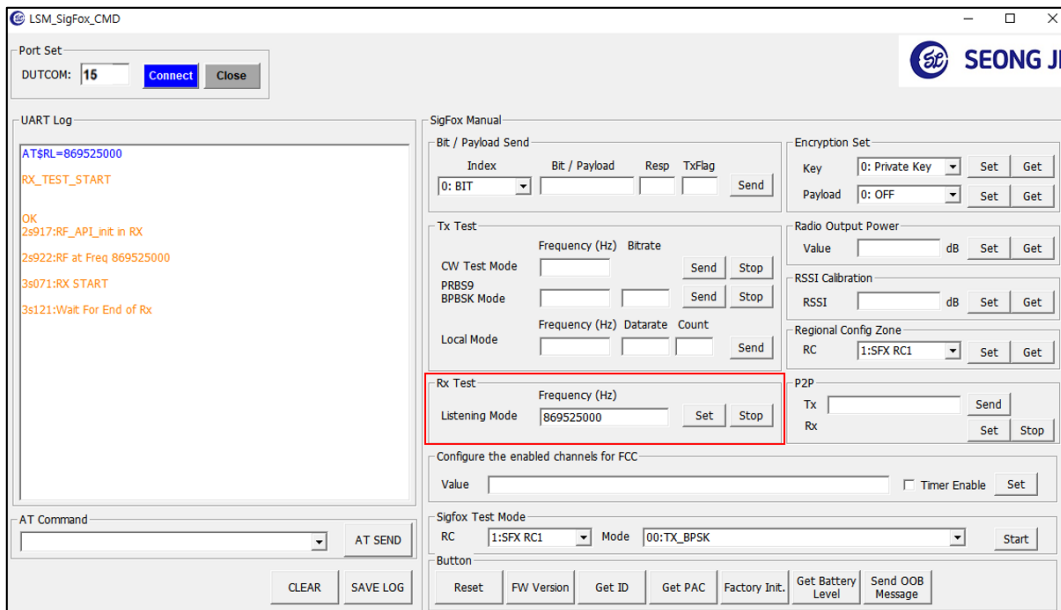 LSM_SigFox_CMD
Port Set
DUTCOM: 15 Connect Close
SEONG JI
UART Log
AT$RL=869525000
RX_TEST_START
OK
2s917:RF_API_init in RX
2s922:RF at Freq 869525000
3s071:RX START
3s121:Wait For End of Rx
AT Command
AT SEND
CLEAR SAVE LOG
SigFox Manual
Bit / Payload Send
Index Bit / Payload Resp TxFlag
0: BIT Send
Tx Test
Frequency (Hz) Bitrate
CW Test Mode Send Stop
PRBS9
BPBSK Mode Send Stop
Frequency (Hz) Datarate Count
Local Mode Send
Rx Test
Frequency (Hz)
Listening Mode 869525000 Set Stop
Encryption Set
Key 0: Private Key Set Get
Payload 0: OFF Set Get
Radio Output Power
Value dB Set Get
RSSI Calibration
RSSI dB Set Get
Regional Config Zone
RC 1:SFX RC1 Set Get
P2P
Tx Send
Rx Set Stop
Configure the enabled channels for FCC
Value Timer Enable Set
Sigfox Test Mode
RC 1:SFX RC1 Mode 00:TX_BPSK Start
Button
Reset FW Version Get ID Get PAC Factory Init. Get Battery Level Send OOB Message